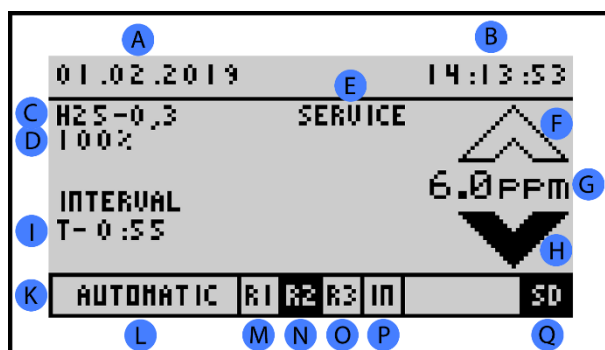 A B
01.02.2019 14:13:53
E
C H2S-0,3 SERVICE F
D 100%
6.0ppm G
INTERVAL
I T-0:55 H
K AUTOMATIC R1 R2 R3 IN SD
L M N O P Q